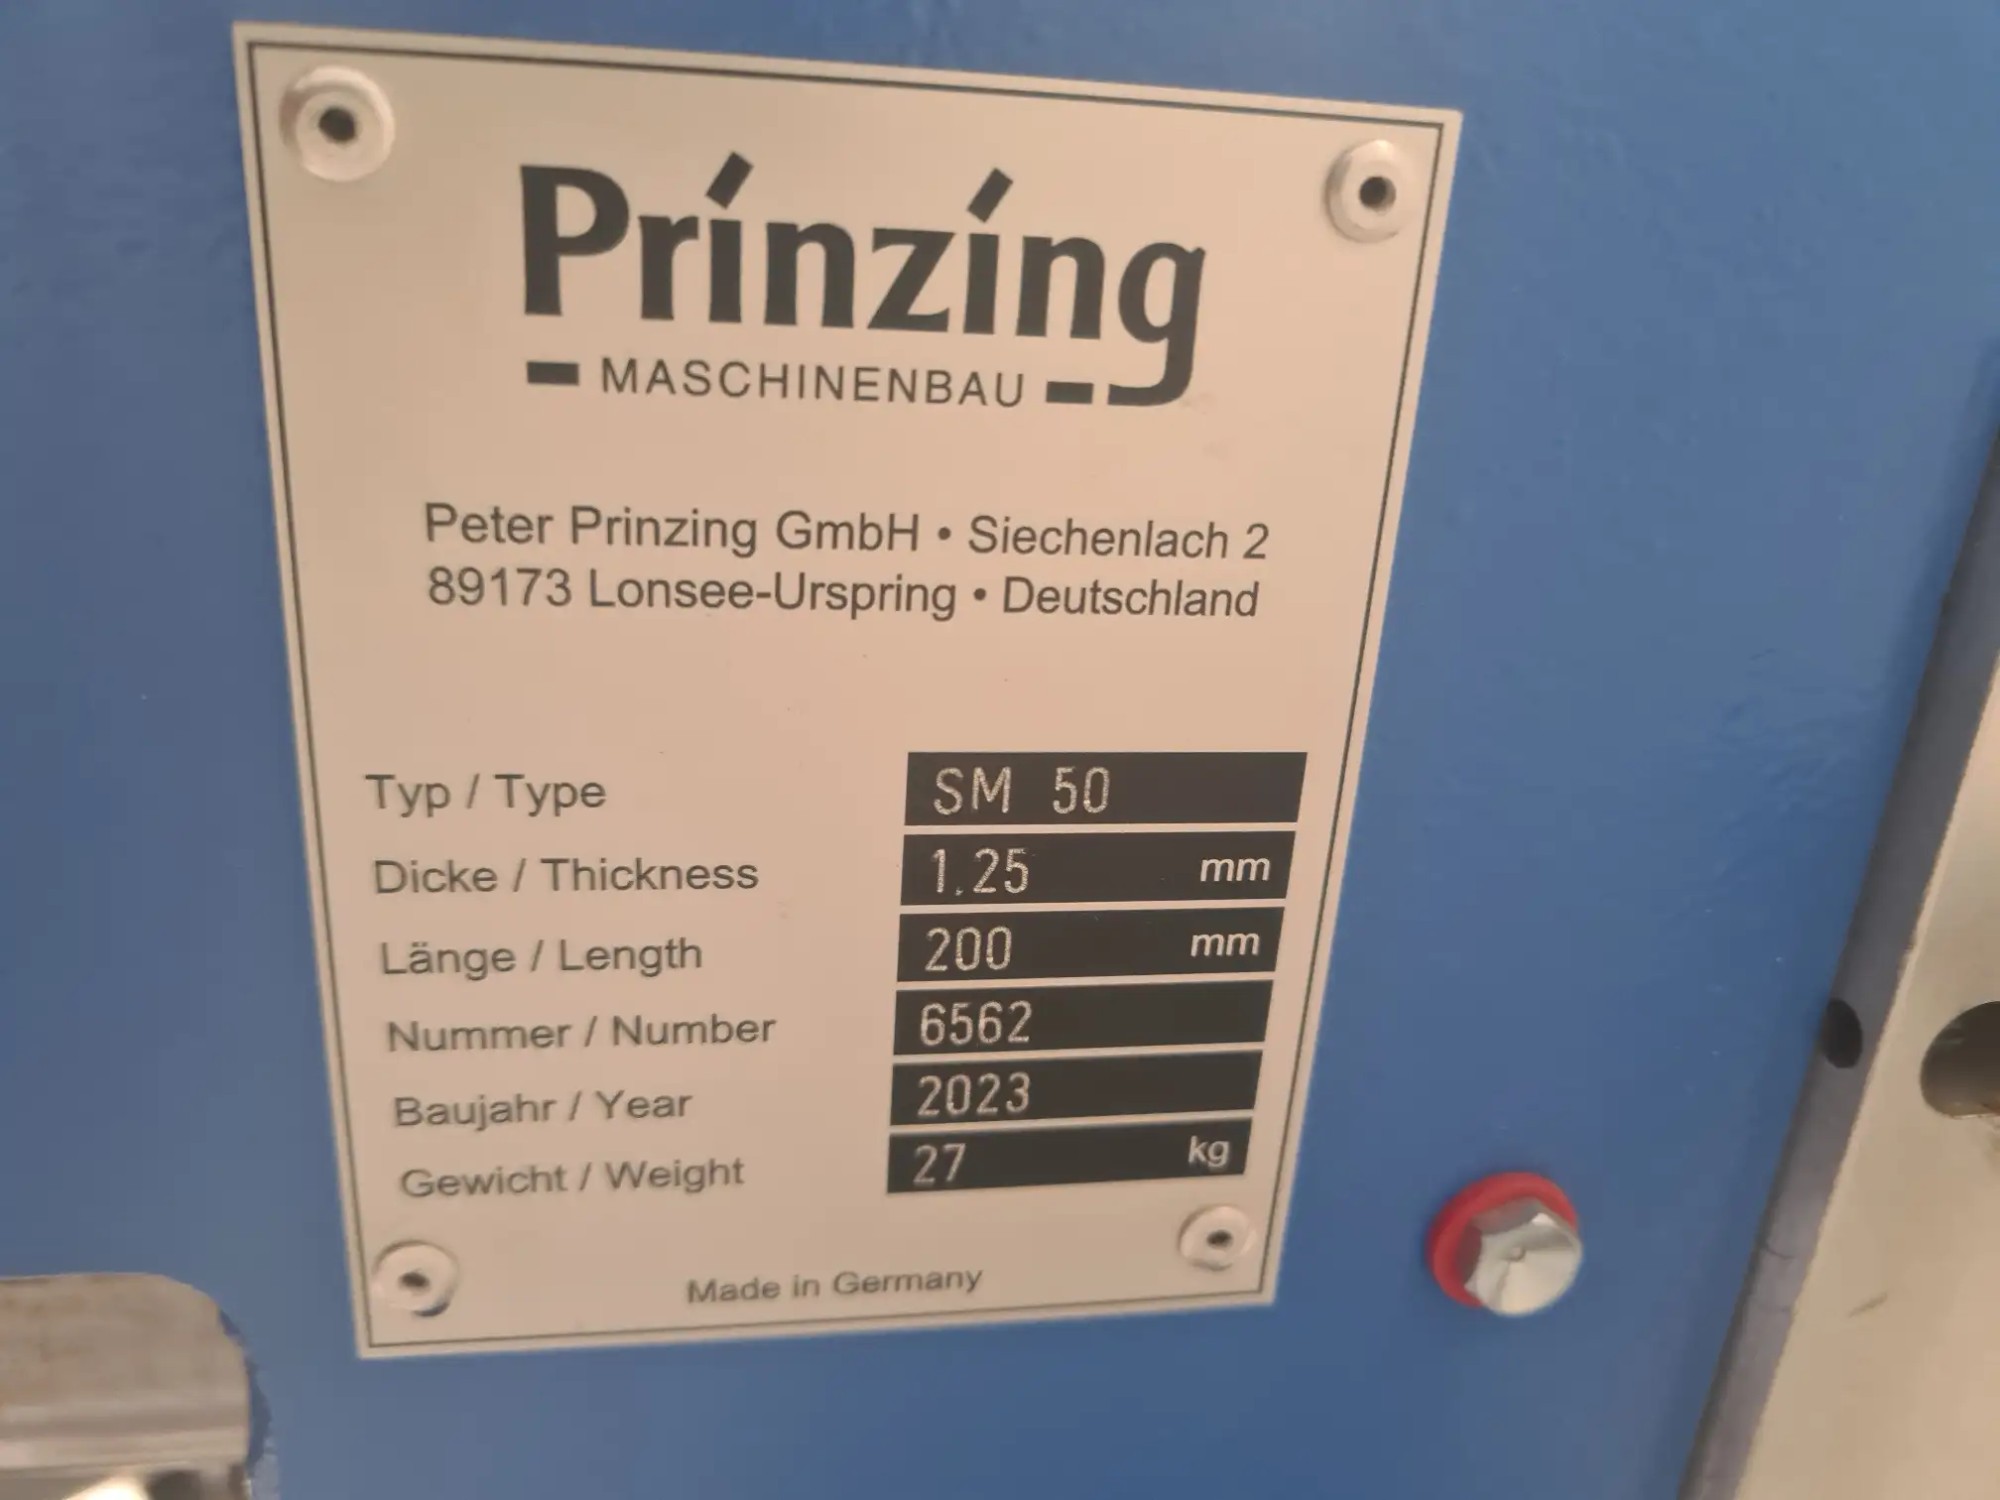 Prinzing
MASCHINENBAU
Peter Prinzing GmbH • Siechenlach 2
89173 Lonsee-Urspring • Deutschland
Typ / Type SM 50
Dicke / Thickness 1.25 mm
Länge / Length 200 mm
Nummer / Number 6562
Baujahr / Year 2023
Gewicht / Weight 27 kg
Made in Germany